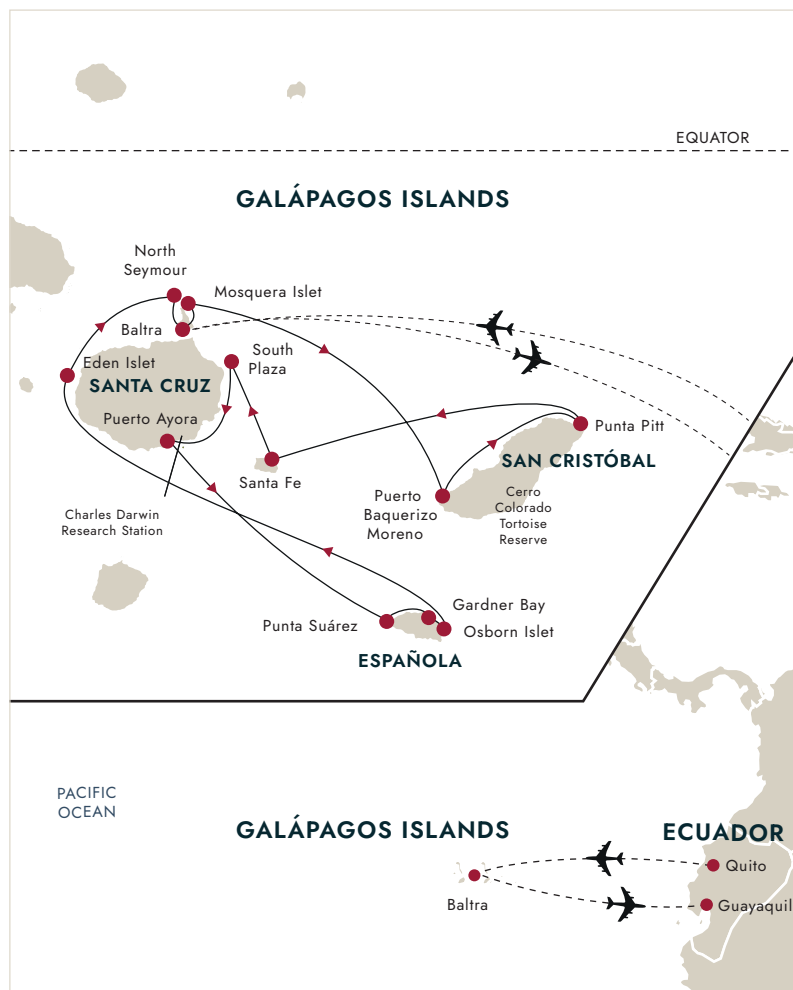 EQUATOR
GALÁPAGOS ISLANDS
North
Seymour
Mosquera Islet
Baltra
South
Plaza
Eden Islet
SANTA CRUZ
Puerto Ayora
Punta Pitt
SAN CRISTÓBAL
Santa Fe
Puerto
Baquerizo
Moreno
Cerro
Colorado
Tortoise
Reserve
Charles Darwin
Research Station
Gardner Bay
Punta Suárez
Osborn Islet
ESPAÑOLA
PACIFIC
OCEAN
GALÁPAGOS ISLANDS
ECUADOR
Quito
Baltra
Guayaquil